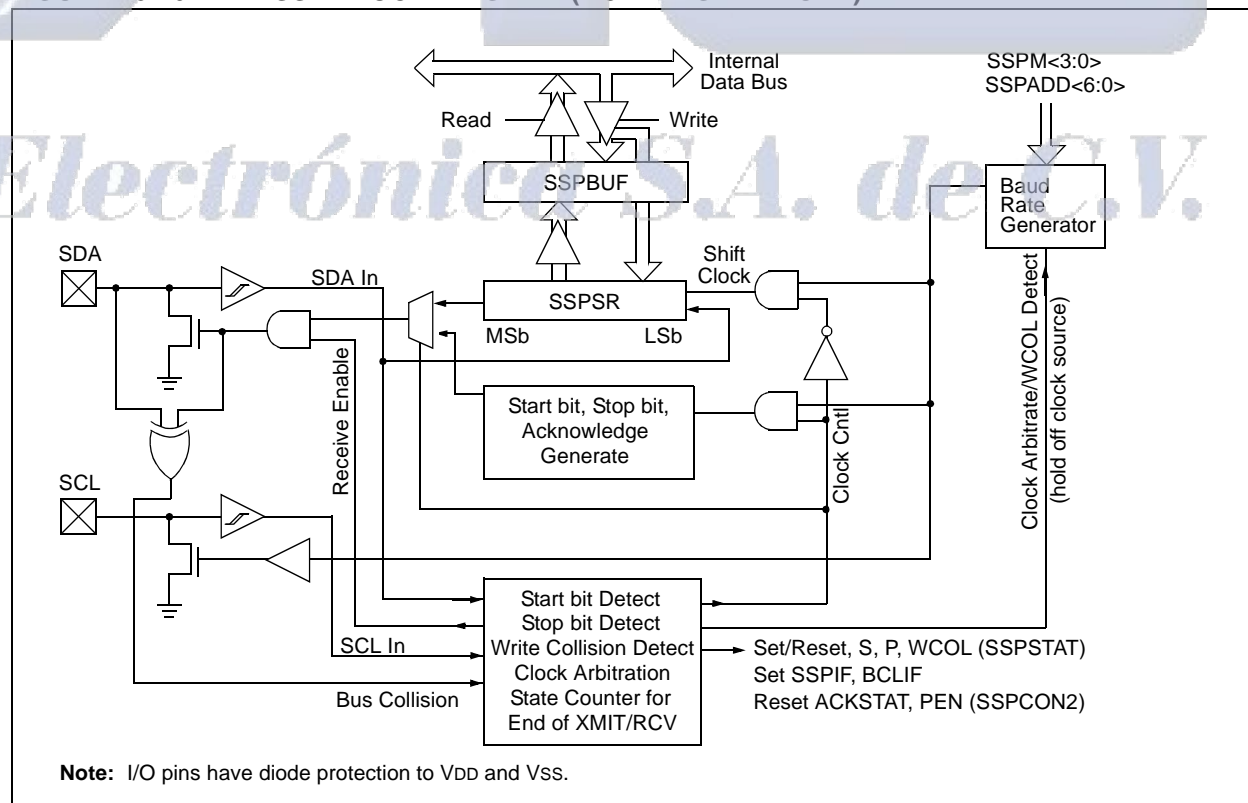 Internal
Data Bus
SSPM<3:0>
SSPADD<6:0>
Read
Write
Electrónica S.A. de C.V.
SSPBUF
Baud
Rate
Generator
SDA
SDA In
Shift
Clock
SSPSR
MSb
LSb
Receive Enable
Start bit, Stop bit,
Acknowledge
Generate
Clock Cntl
Clock Arbitrate/WCOL Detect
(hold off clock source)
SCL
SCL In
Bus Collision
Start bit Detect
Stop bit Detect
Write Collision Detect
Clock Arbitration
State Counter for
End of XMIT/RCV
Set/Reset, S, P, WCOL (SSPSTAT)
Set SSPIF, BCLIF
Reset ACKSTAT, PEN (SSPCON2)
Note: I/O pins have diode protection to VDD and VSS.